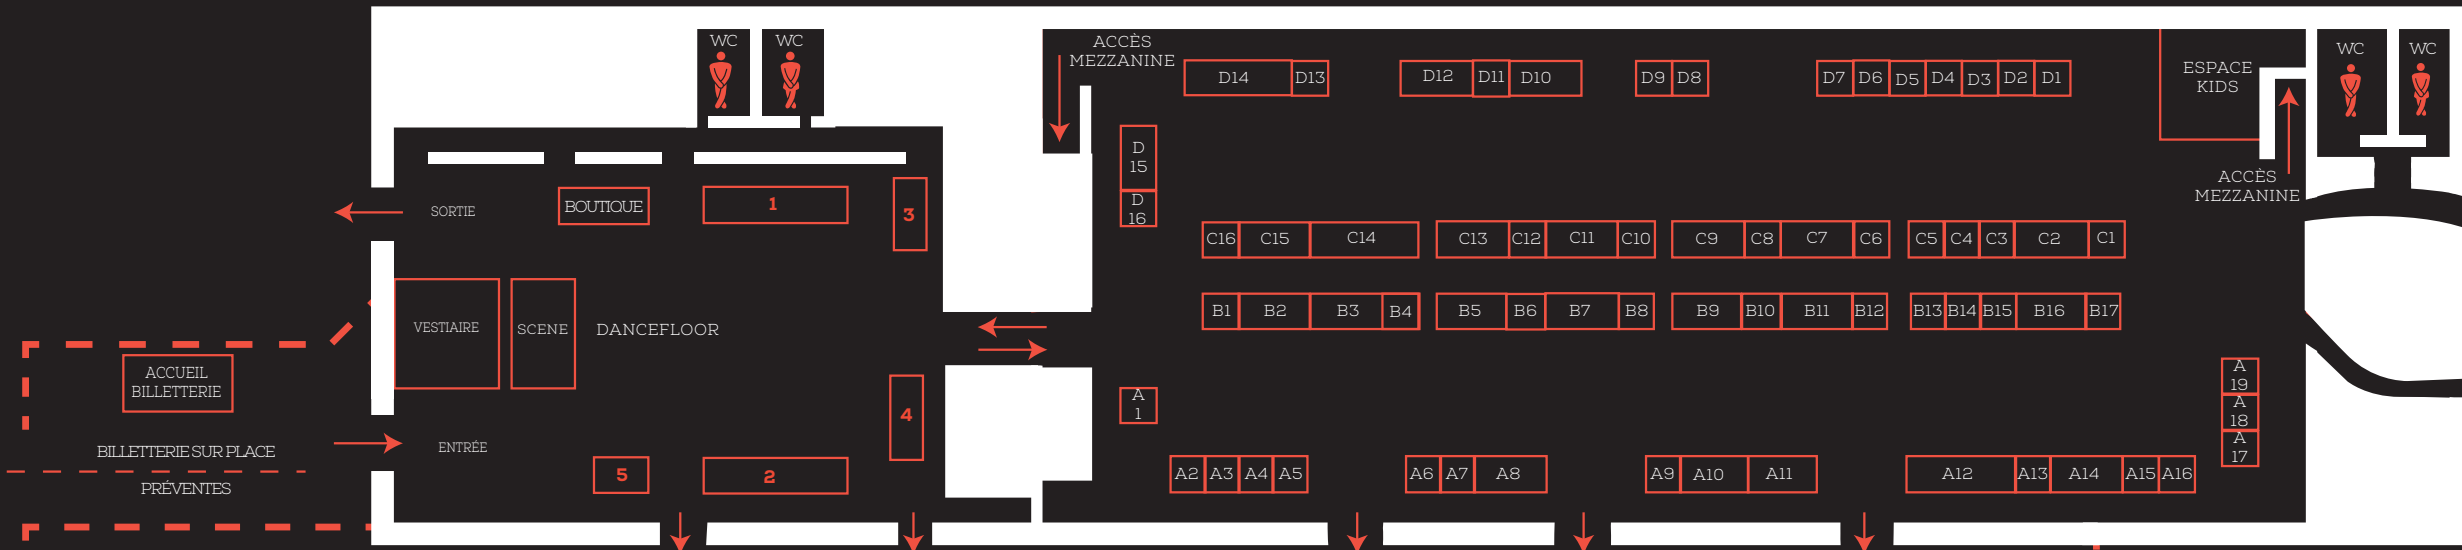 WC
WC
SORTIE
BOUTIQUE
1
3
VESTIAIRE
SCENE
DANCEFLOOR
ACCUEIL
BILLETTERIE
BILLETTERIE SUR PLACE
PRÉVENTES
ENTRÉE
4
5
2
ACCÈS
MEZZANINE
D14
D13
D12
D11
D10
D9
D8
D7
D6
D5
D4
D3
D2
D1
ESPACE
KIDS
WC
WC
ACCÈS
MEZZANINE
D
15
D
16
C16
C15
C14
C13
C12
C11
C10
C9
C8
C7
C6
C5
C4
C3
C2
C1
B1
B2
B3
B4
B5
B6
B7
B8
B9
B10
B11
B12
B13
B14
B15
B16
B17
A
1
A
19
A
18
A
17
A2
A3
A4
A5
A6
A7
A8
A9
A10
A11
A12
A13
A14
A15
A16